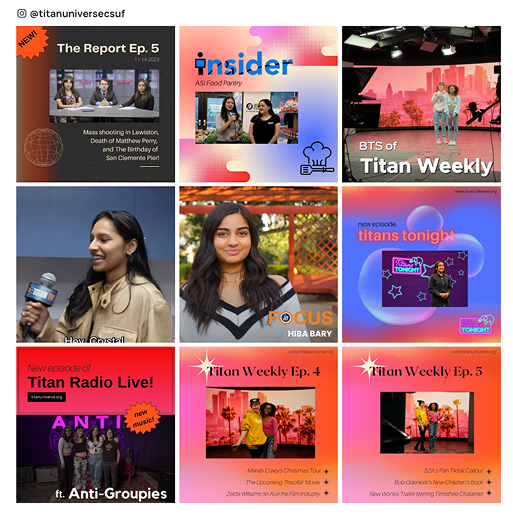 @titanuniversecsuf
NEW!
The Report Ep. 5
11.14.2023
Mass shooting in Lewiston,
Death of Matthew Perry,
and The Birthday of
San Clemente Pier!
insider
ASI Food Pantry
BTS of
Titan Weekly
Hey, Crystal
FOCUS
HIBA BARY
www.titanuniverse.org
new episode.
titans tonight
TONIGHT
TONIGHT
New episode of
Titan Radio Live!
titanuniverse.org
new
music!
ANTI
ft. Anti-Groupies
www.titanuniverse.org
Titan Weekly Ep. 4
Mariah Carey's Christmas Tour
The Upcoming "Priscilla" Movie
Zelda Williams on AI in the Film Industry
www.titanuniverse.org
Titan Weekly Ep. 5
SZA's Fan Tiktok Callout
Bob Odenkirk's New Children's Book
New Wonka Trailer starring Timothée Chalamet